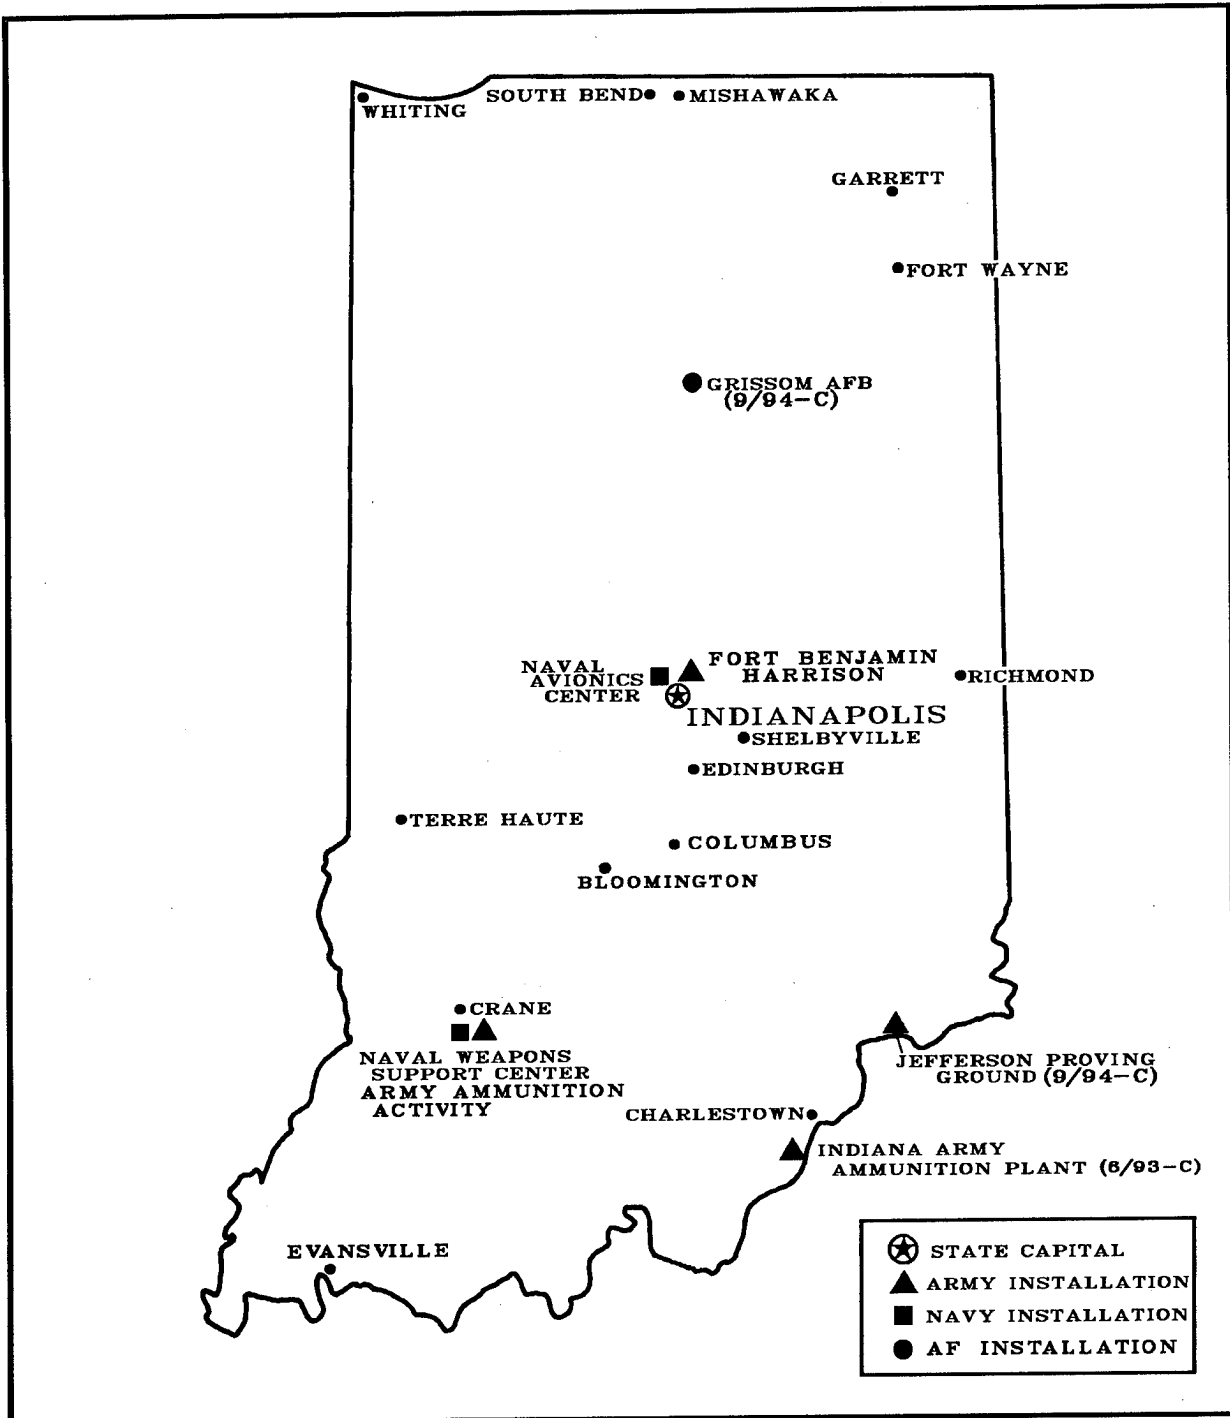 SOUTH BEND
MISHAWAKA
WHITING
GARRETT
FORT WAYNE
GRISSOM AFB
(9/94-C)
NAVAL
AVIONICS
CENTER
FORT BENJAMIN
HARRISON
RICHMOND
INDIANAPOLIS
SHELBYVILLE
EDINBURGH
TERRE HAUTE
COLUMBUS
BLOOMINGTON
CRANE
NAVAL WEAPONS
SUPPORT CENTER
ARMY AMMUNITION
ACTIVITY
JEFFERSON PROVING
GROUND (9/94-C)
CHARLESTOWN
INDIANA ARMY
AMMUNITION PLANT (6/93-C)
EVANSVILLE
STATE CAPITAL
ARMY INSTALLATION
NAVY INSTALLATION
AF INSTALLATION